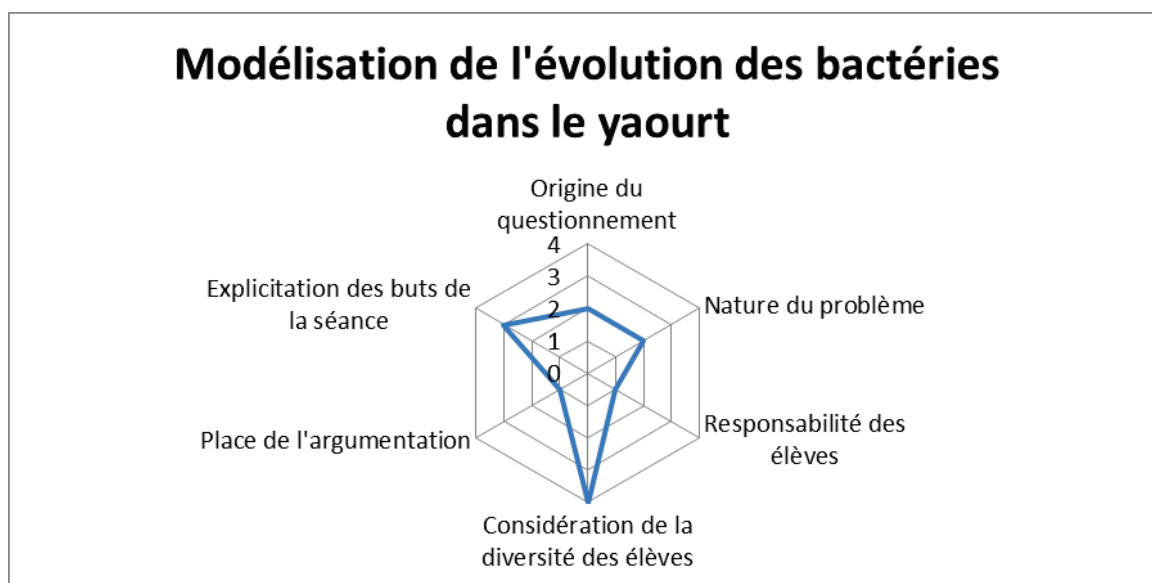 Modélisation de l'évolution des bactéries
dans le yaourt
Origine du
questionnement
4
3
2
1
0
Explicitation des buts de
la séance
Nature du problème
Place de l'argumentation
Responsabilité des
élèves
Considération de la
diversité des élèves